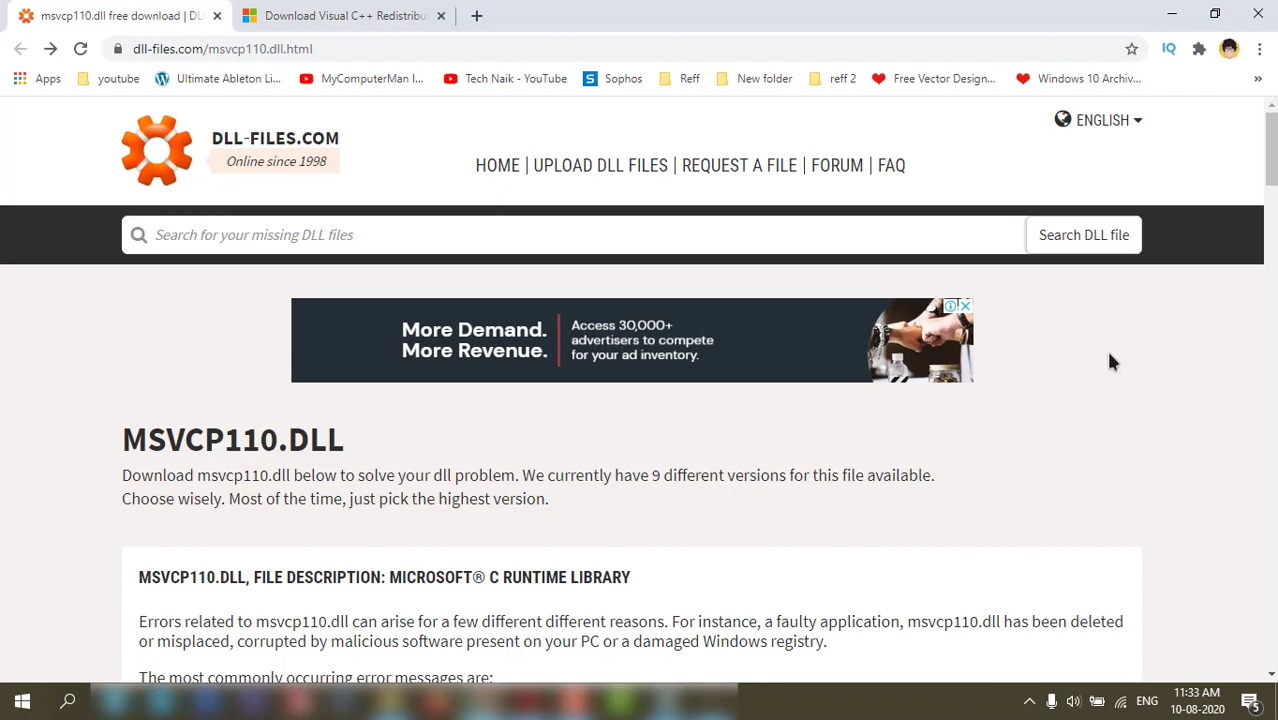 msvcp110.dll free download | DL
Download Visual C++ Redistribut
dll-files.com/msvcp110.dll.html
IQ
Apps
youtube
Ultimate Ableton Li...
MyComputerMan I...
Tech Naik - YouTube
S
Sophos
Reff
New folder
reff 2
Free Vector Design...
Windows 10 Archiv...
»
DLL-FILES.COM
Online since 1998
HOME | UPLOAD DLL FILES | REQUEST A FILE | FORUM | FAQ
ENGLISH
Search for your missing DLL files
Search DLL file
More Demand.
More Revenue.
Access 30,000+
advertisers to compete
for your ad inventory.
MSVCP110.DLL
Download msvcp110.dll below to solve your dll problem. We currently have 9 different versions for this file available.
Choose wisely. Most of the time, just pick the highest version.
MSVCP110.DLL, FILE DESCRIPTION: MICROSOFT® C RUNTIME LIBRARY
Errors related to msvcp110.dll can arise for a few different different reasons. For instance, a faulty application, msvcp110.dll has been deleted
or misplaced, corrupted by malicious software present on your PC or a damaged Windows registry.
The most commonly occurring error messages are:
ENG
11:33 AM
10-08-2020
5